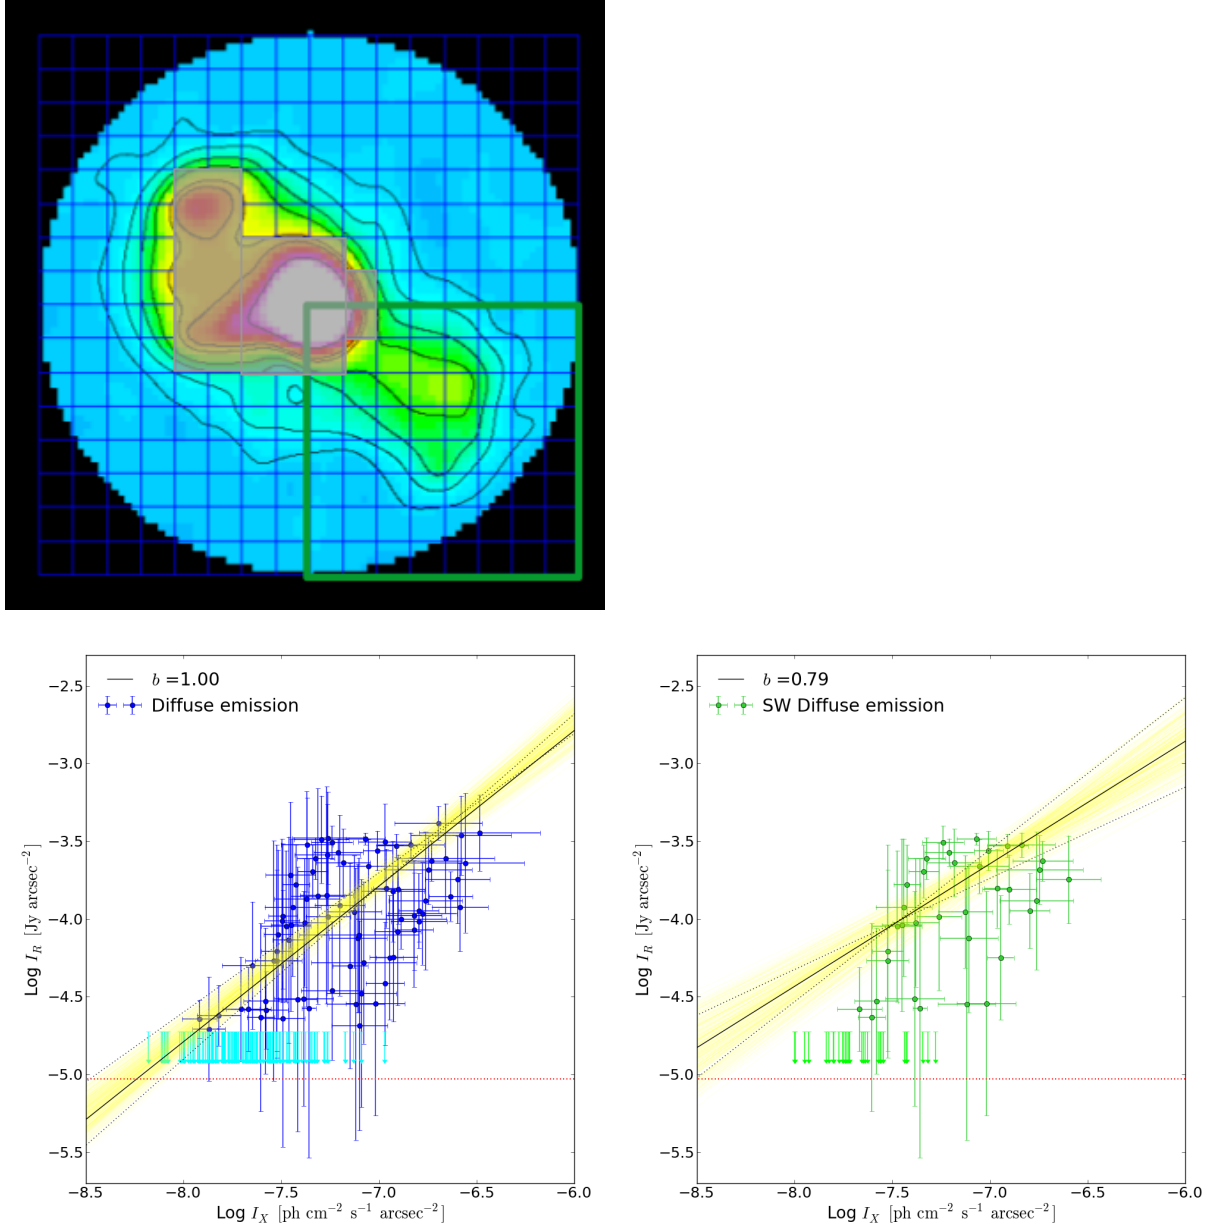 b =1.00
Diffuse emission
−2.5
−3.0
−3.5
−4.0
−4.5
−5.0
−5.5
Log I_R [Jy arcsec⁻²]
−8.5 −8.0 −7.5 −7.0 −6.5 −6.0
Log I_X [ph cm⁻² s⁻¹ arcsec⁻²]
b =0.79
SW Diffuse emission
−2.5
−3.0
−3.5
−4.0
−4.5
−5.0
−5.5
Log I_R [Jy arcsec⁻²]
−8.5 −8.0 −7.5 −7.0 −6.5 −6.0
Log I_X [ph cm⁻² s⁻¹ arcsec⁻²]